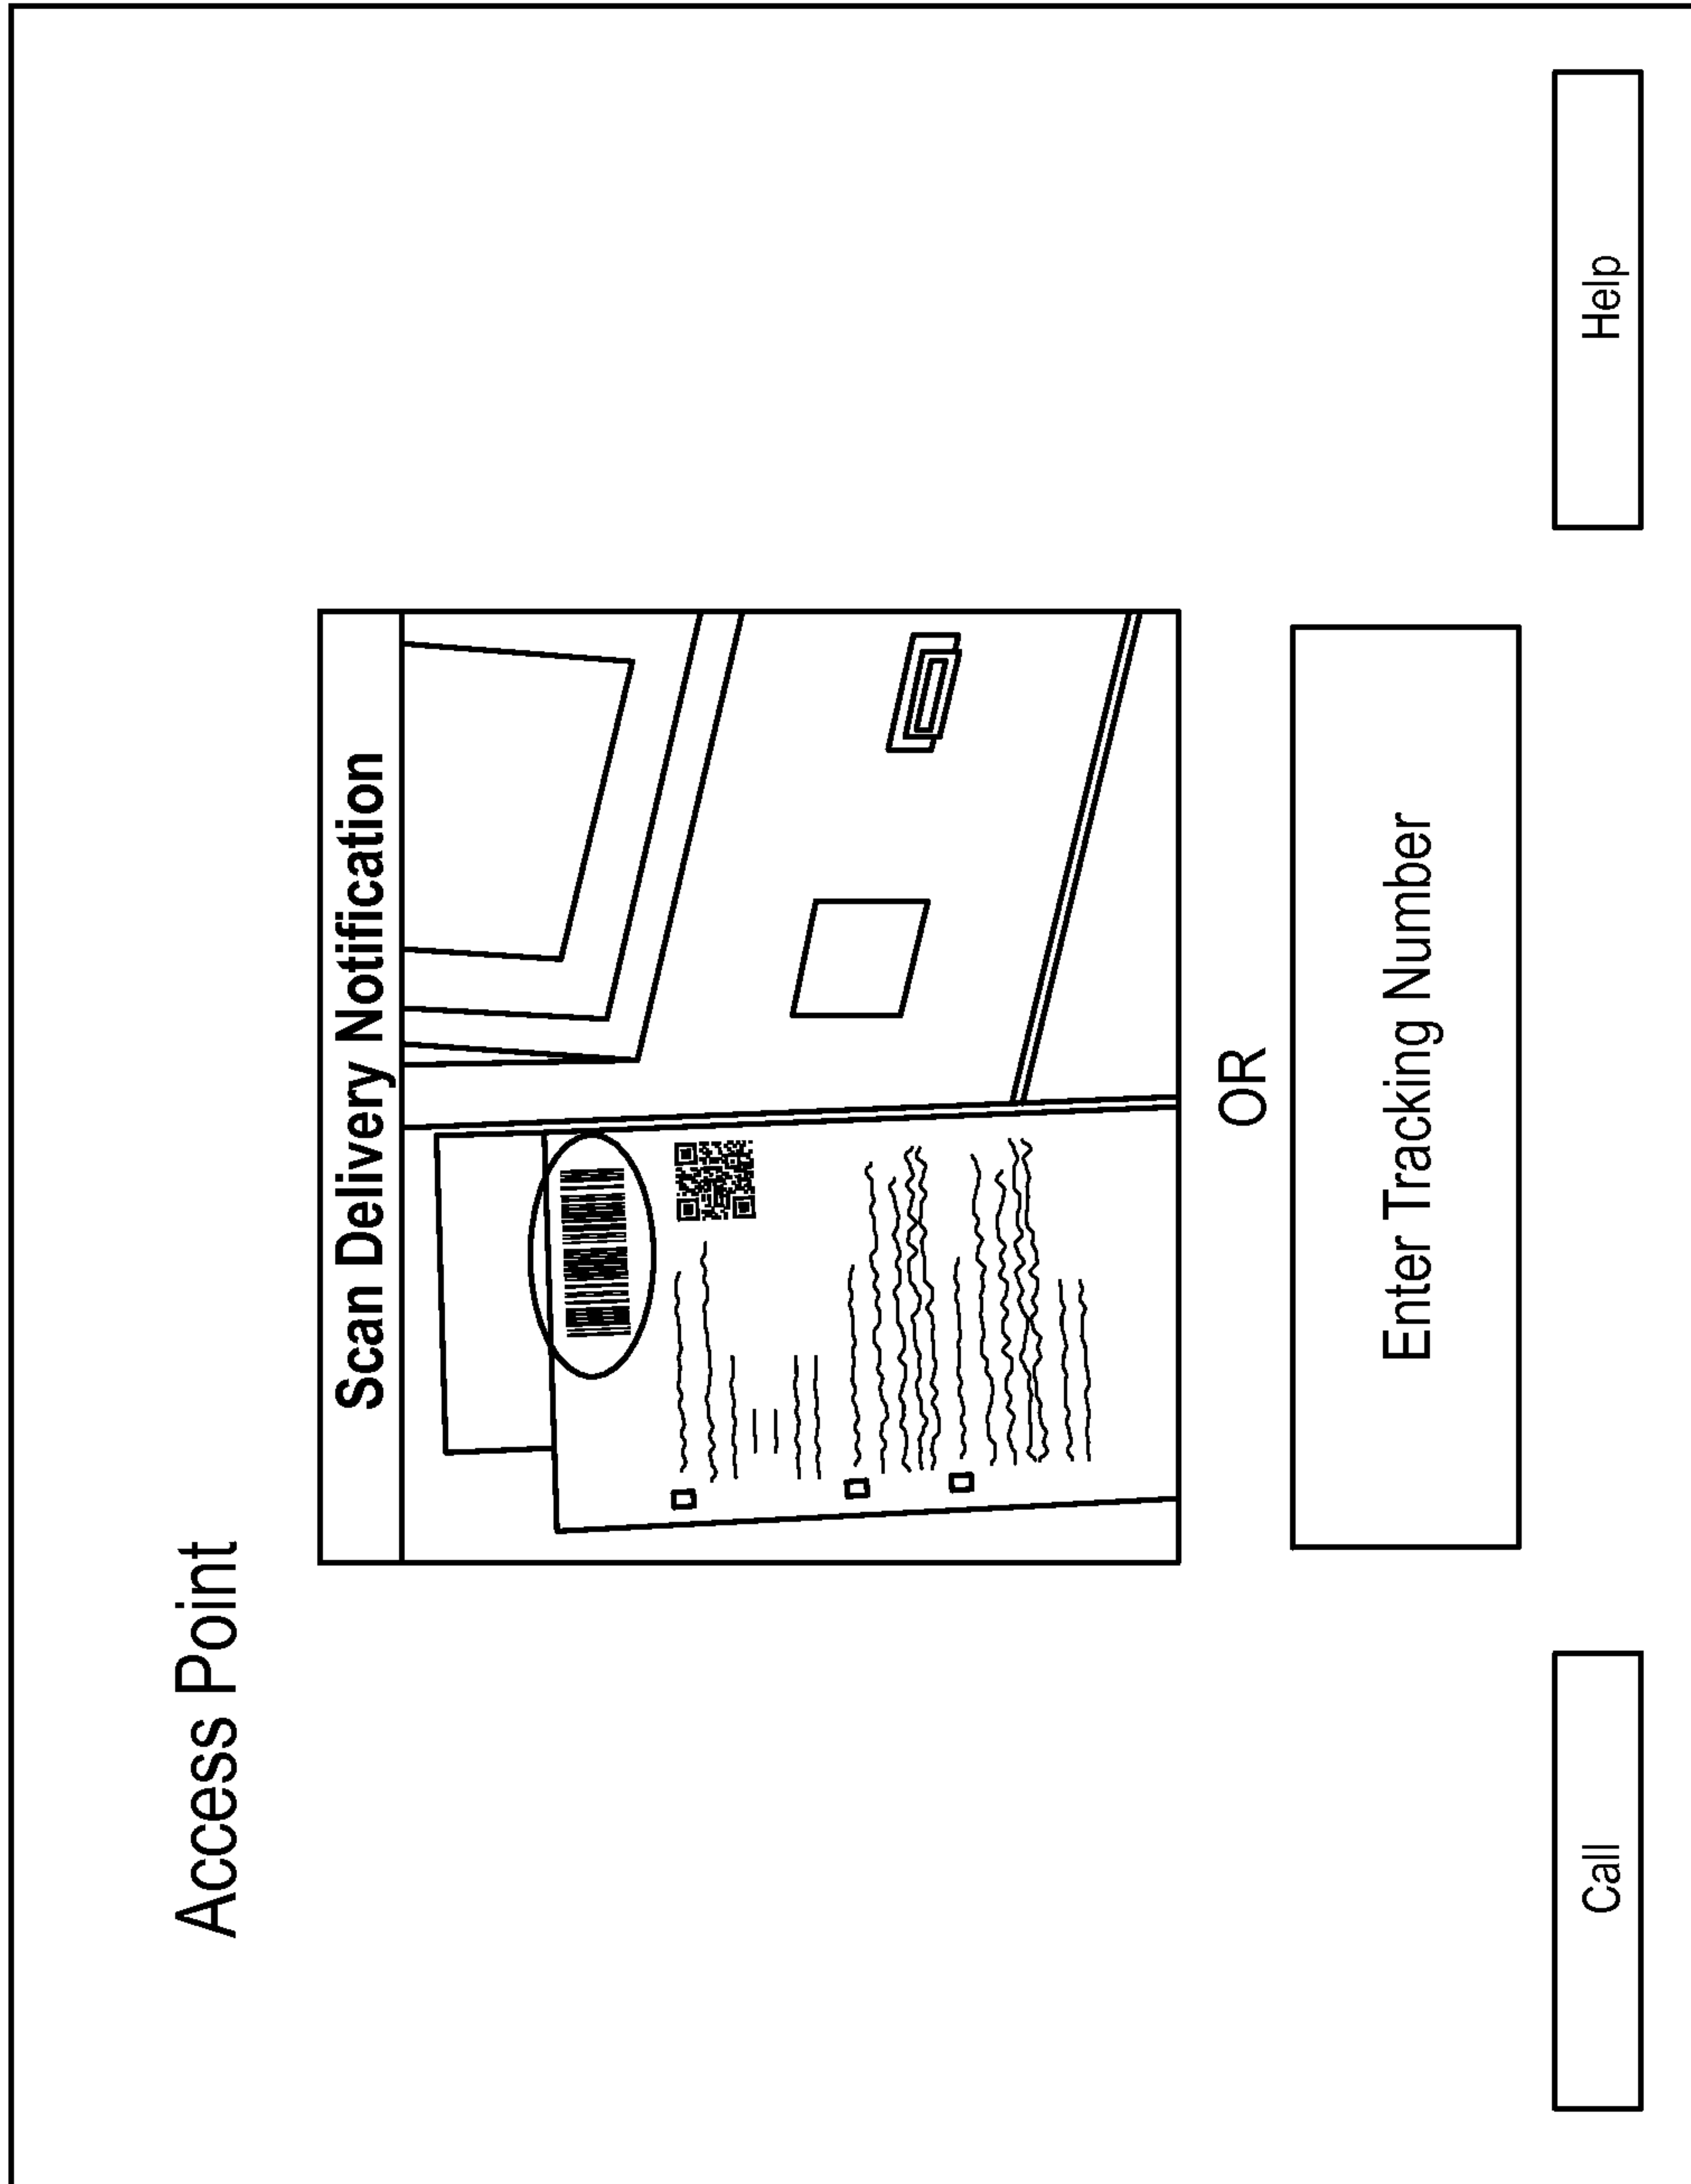 Access Point
Scan Delivery Notification
OR
Enter Tracking Number
Call
Help